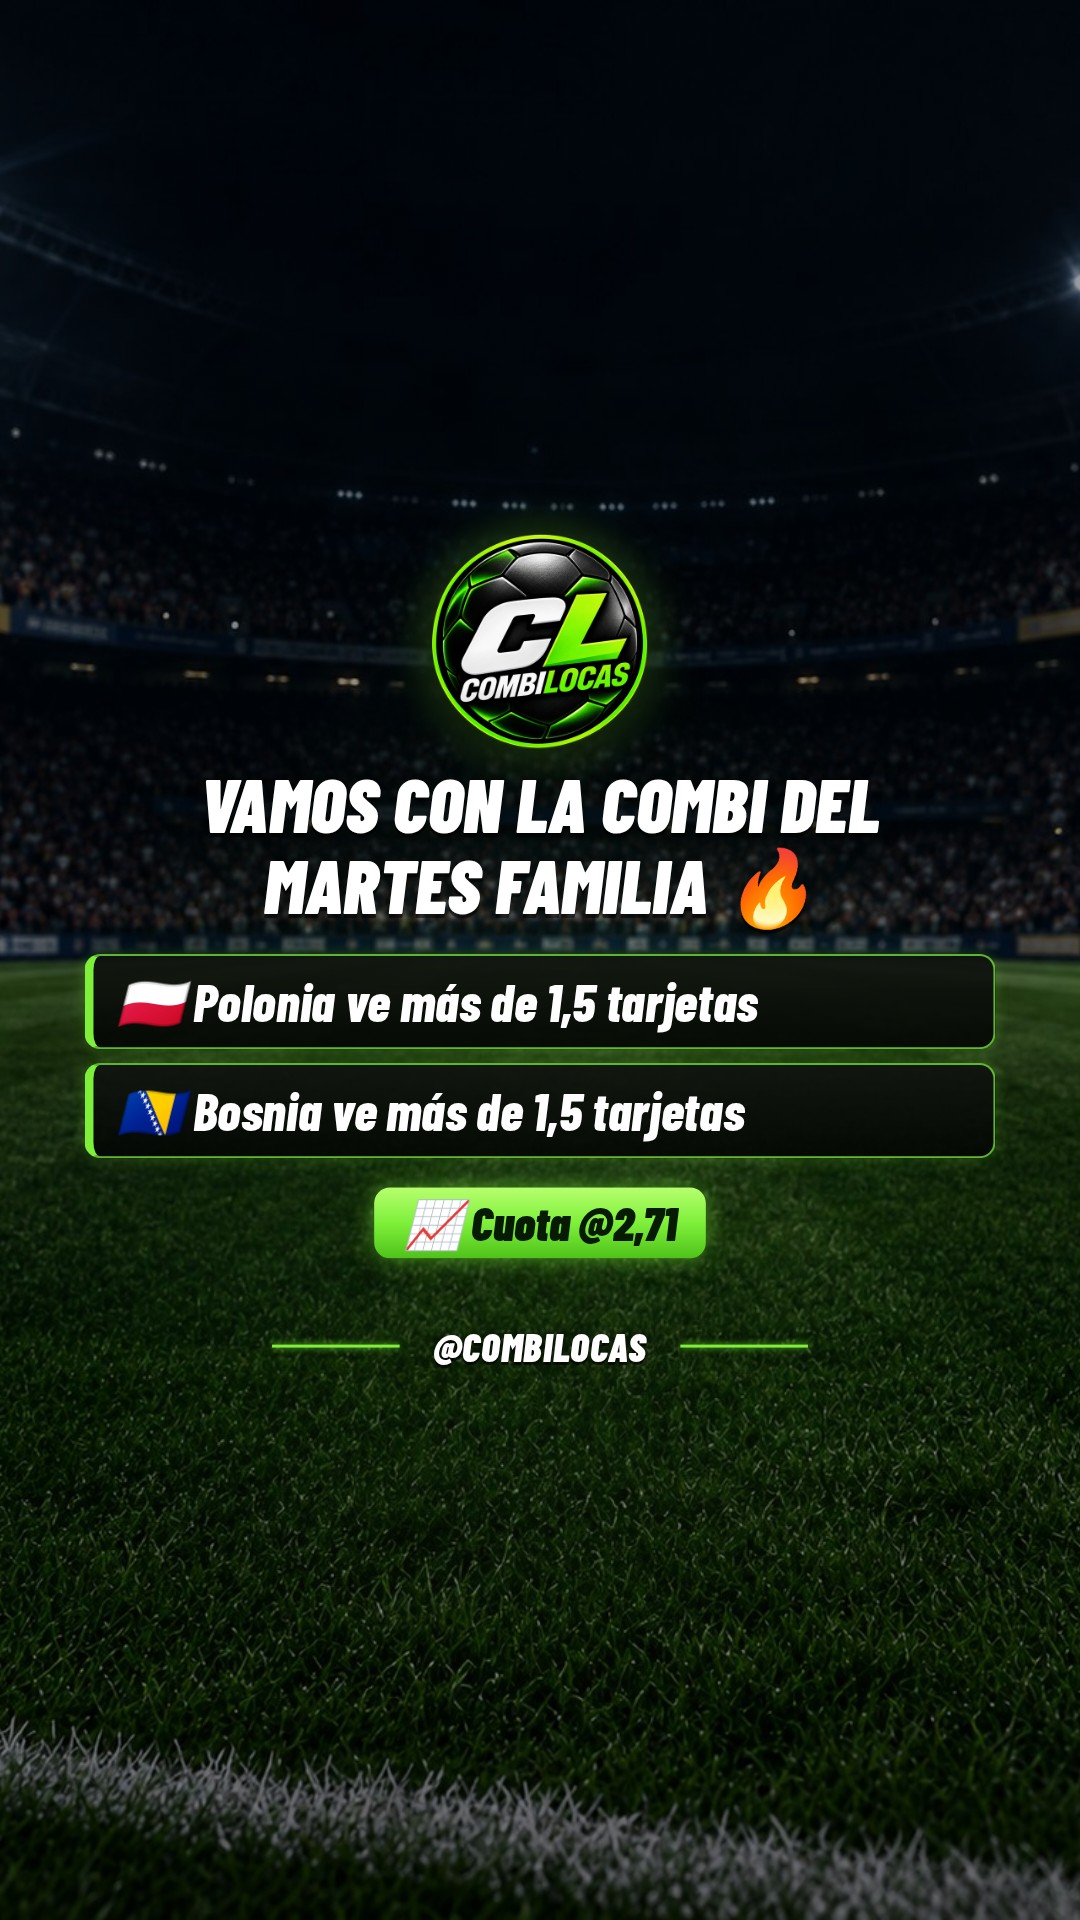 CL
COMBILOCAS
VAMOS CON LA COMBI DEL
MARTES FAMILIA 🔥
🇵🇱 Polonia ve más de 1,5 tarjetas
🇧🇦 Bosnia ve más de 1,5 tarjetas
📈 Cuota @2,71
@COMBILOCAS